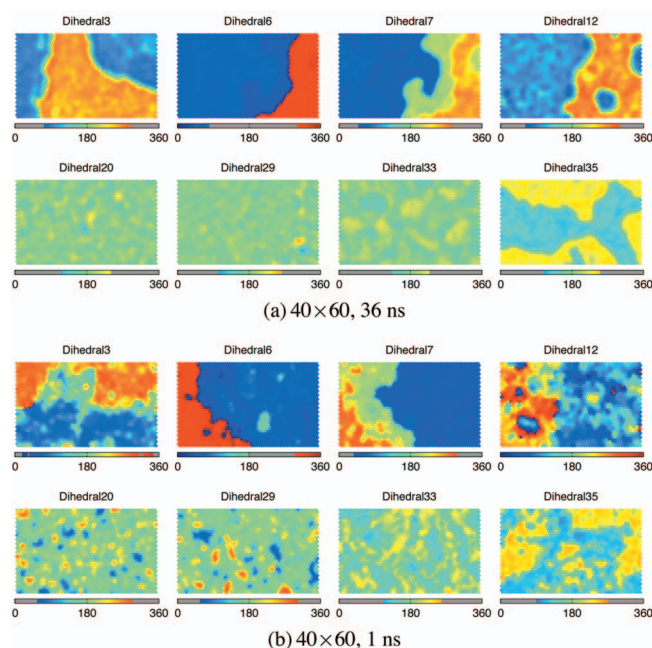 Dihedral3 Dihedral6 Dihedral7 Dihedral12
0 180 360 0 180 360 0 180 360 0 180 360
Dihedral20 Dihedral29 Dihedral33 Dihedral35
0 180 360 0 180 360 0 180 360 0 180 360
(a) 40×60, 36 ns
Dihedral3 Dihedral6 Dihedral7 Dihedral12
0 180 360 0 180 360 0 180 360 0 180 360
Dihedral20 Dihedral29 Dihedral33 Dihedral35
0 180 360 0 180 360 0 180 360 0 180 360
(b) 40×60, 1 ns